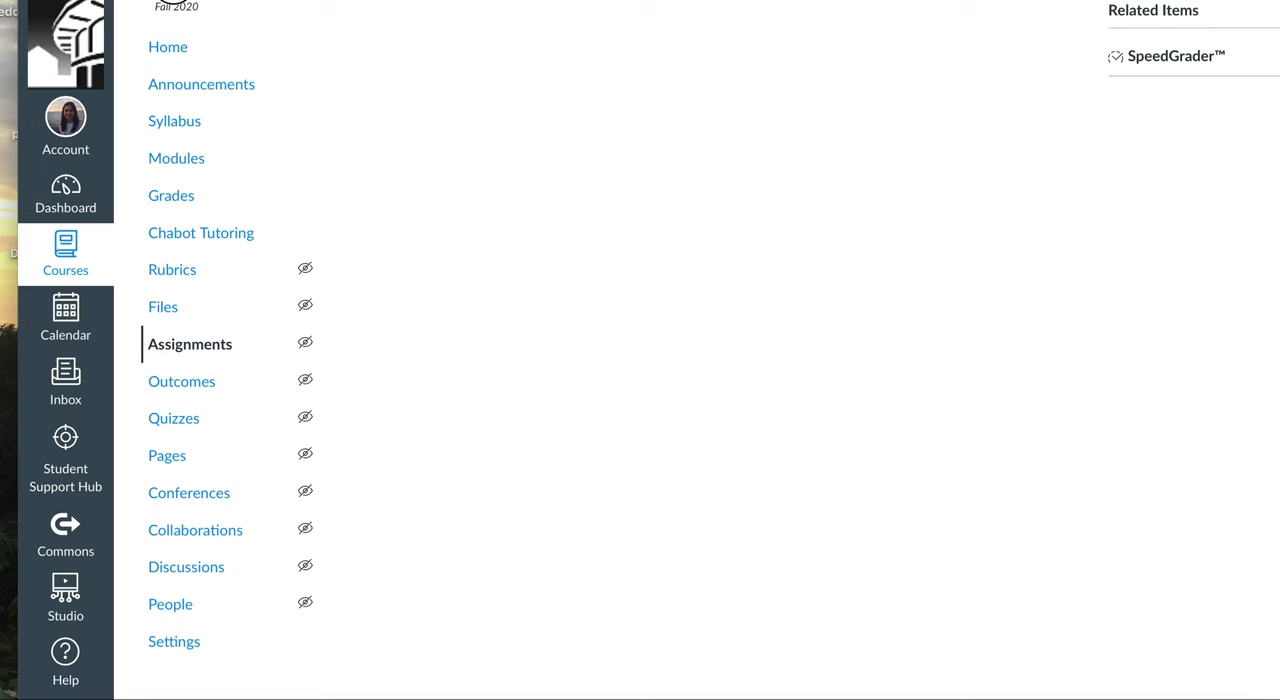 Fall 2020
Account
Dashboard
Courses
Calendar
Inbox
Student
Support Hub
Commons
Studio
Help
Home
Announcements
Syllabus
Modules
Grades
Chabot Tutoring
Rubrics
Files
Assignments
Outcomes
Quizzes
Pages
Conferences
Collaborations
Discussions
People
Settings
Related Items
SpeedGrader™